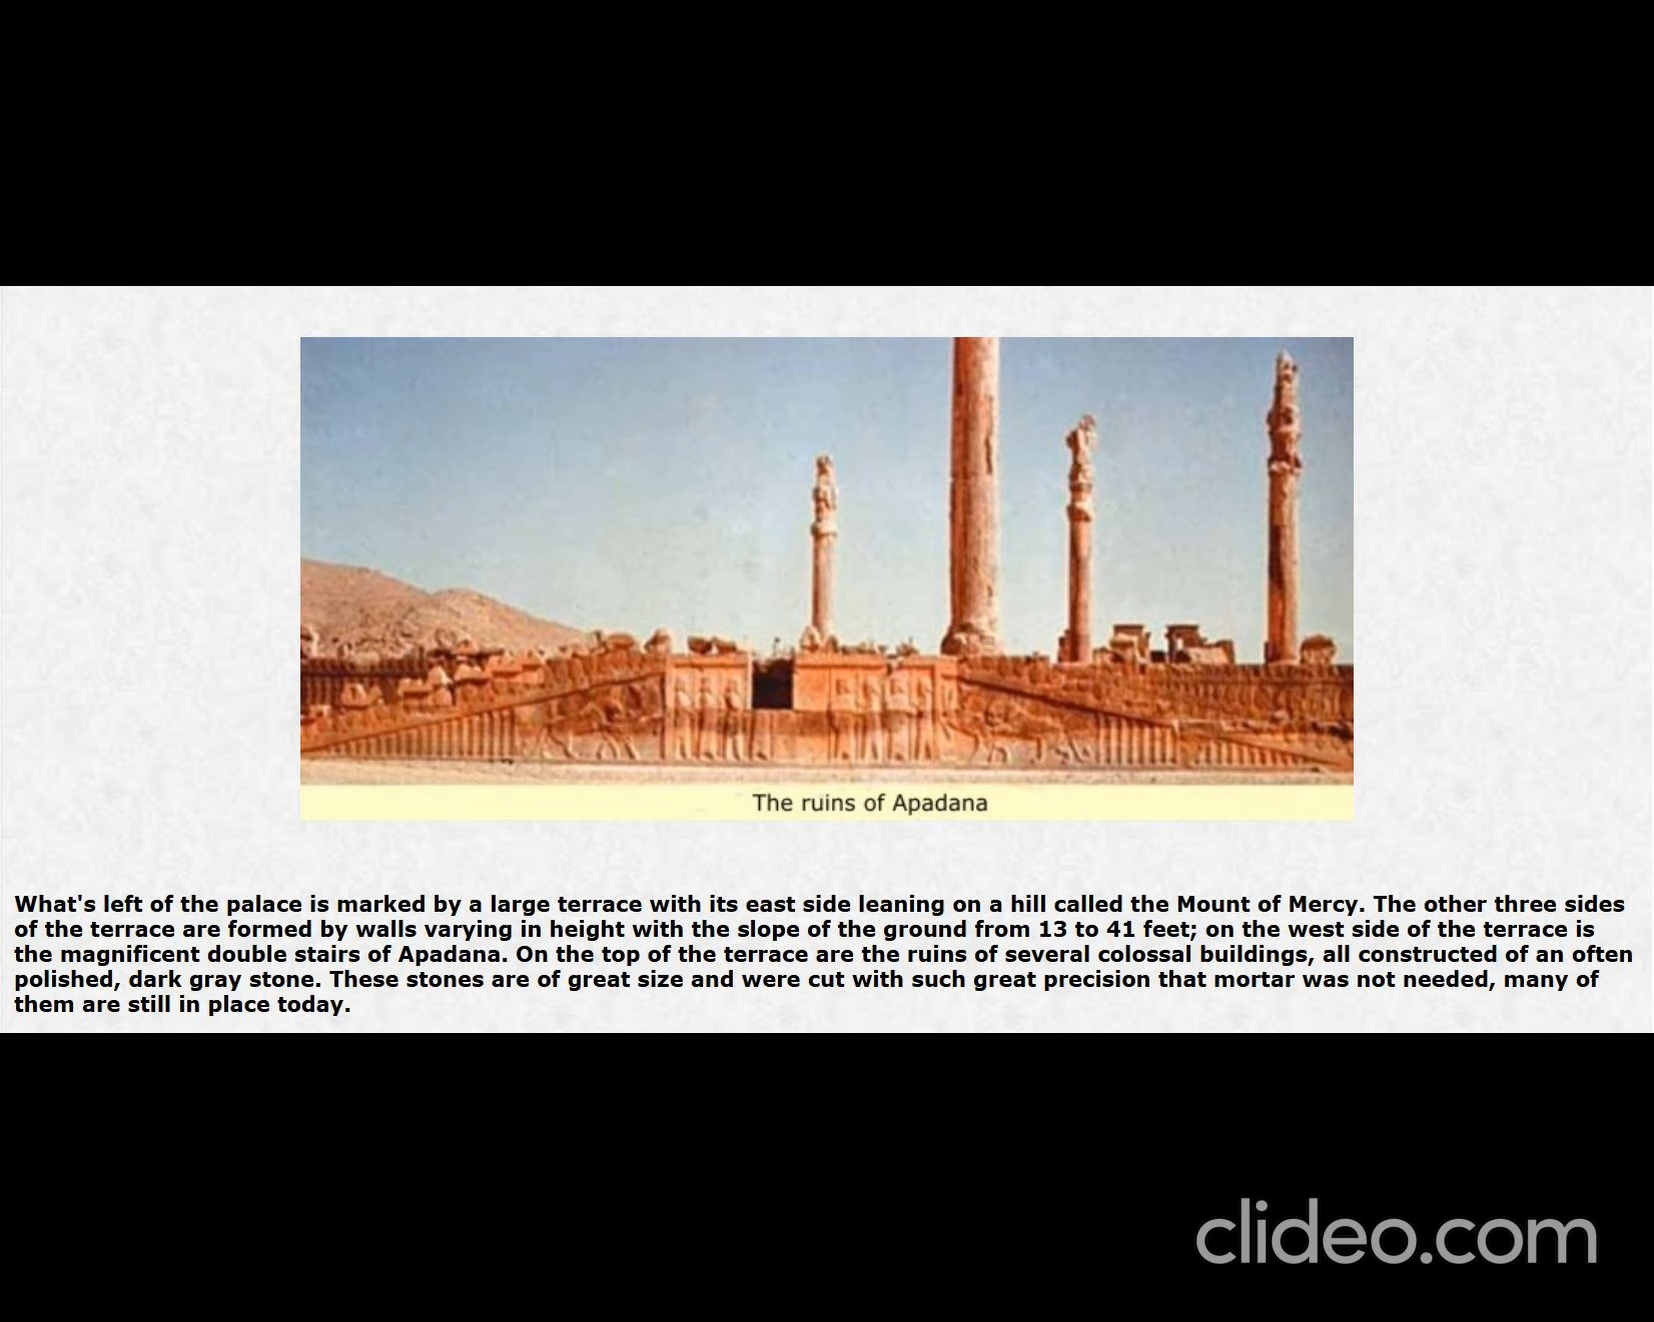 The ruins of Apadana
What's left of the palace is marked by a large terrace with its east side leaning on a hill called the Mount of Mercy. The other three sides
of the terrace are formed by walls varying in height with the slope of the ground from 13 to 41 feet; on the west side of the terrace is
the magnificent double stairs of Apadana. On the top of the terrace are the ruins of several colossal buildings, all constructed of an often
polished, dark gray stone. These stones are of great size and were cut with such great precision that mortar was not needed, many of
them are still in place today.
clideo.com